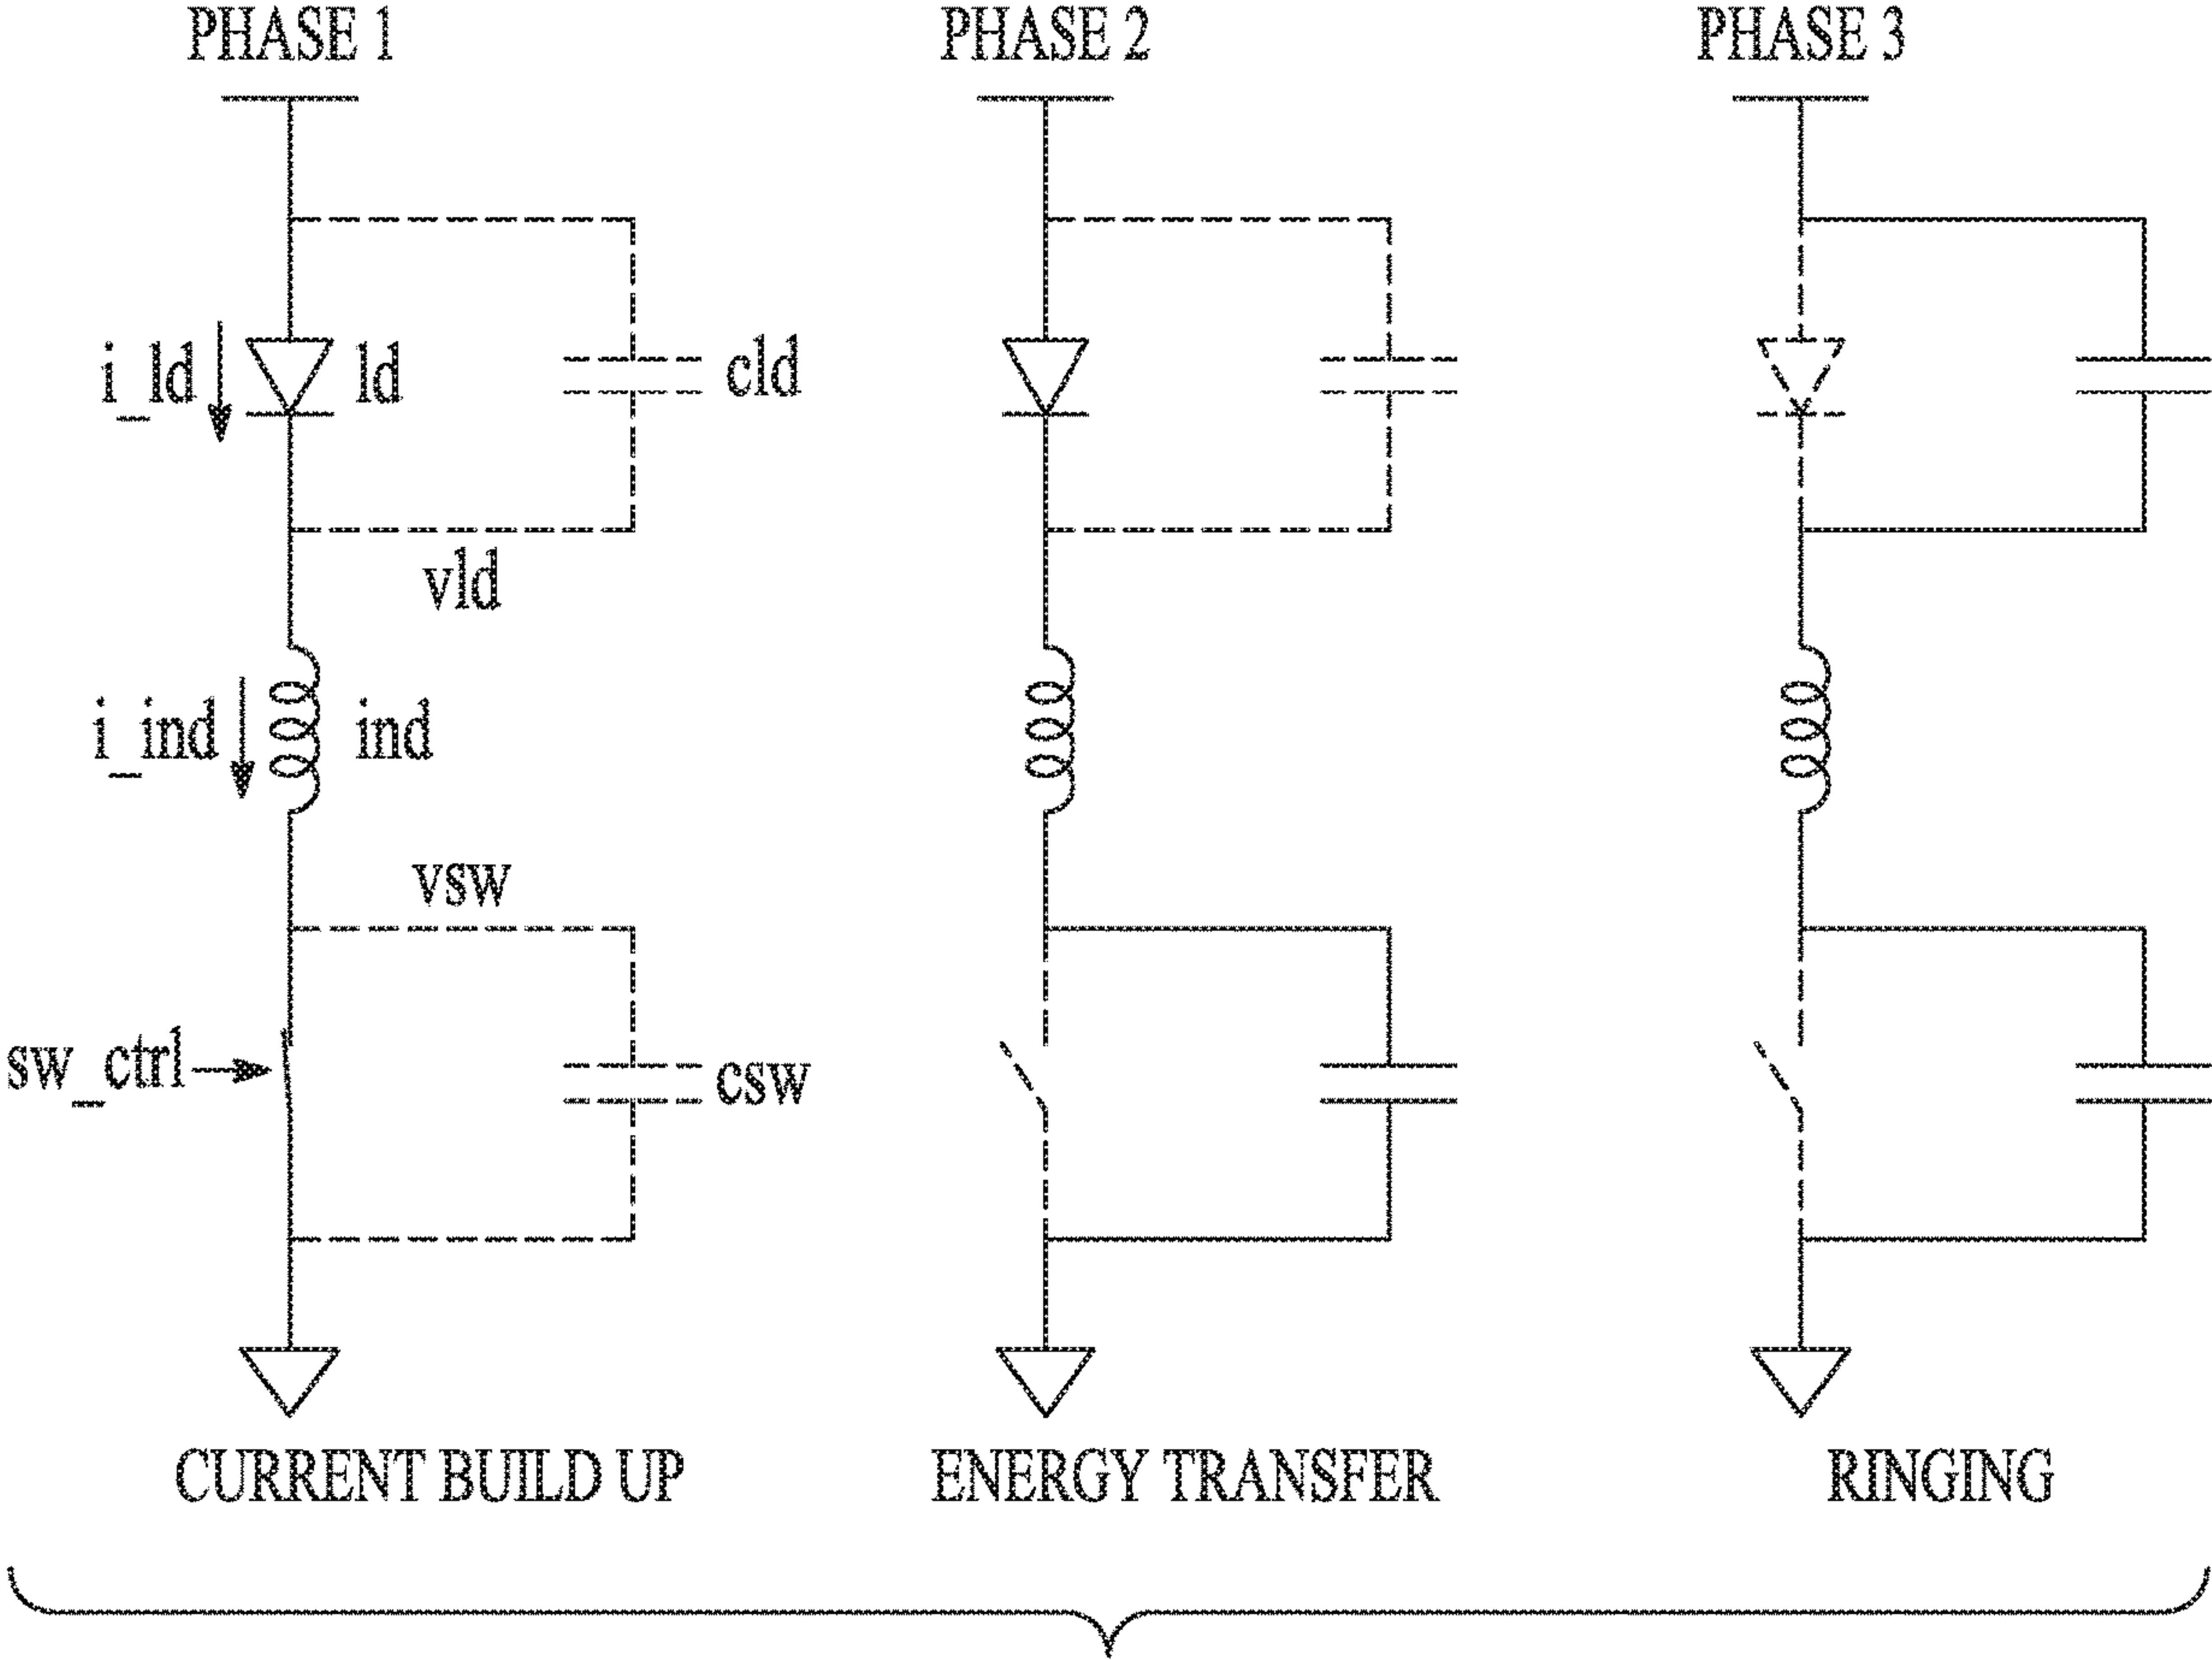 PHASE 1
PHASE 2
PHASE 3
i_ld
ld
cld
vld
i_ind
ind
vsw
sw_ctrl
csw
CURRENT BUILD UP
ENERGY TRANSFER
RINGING